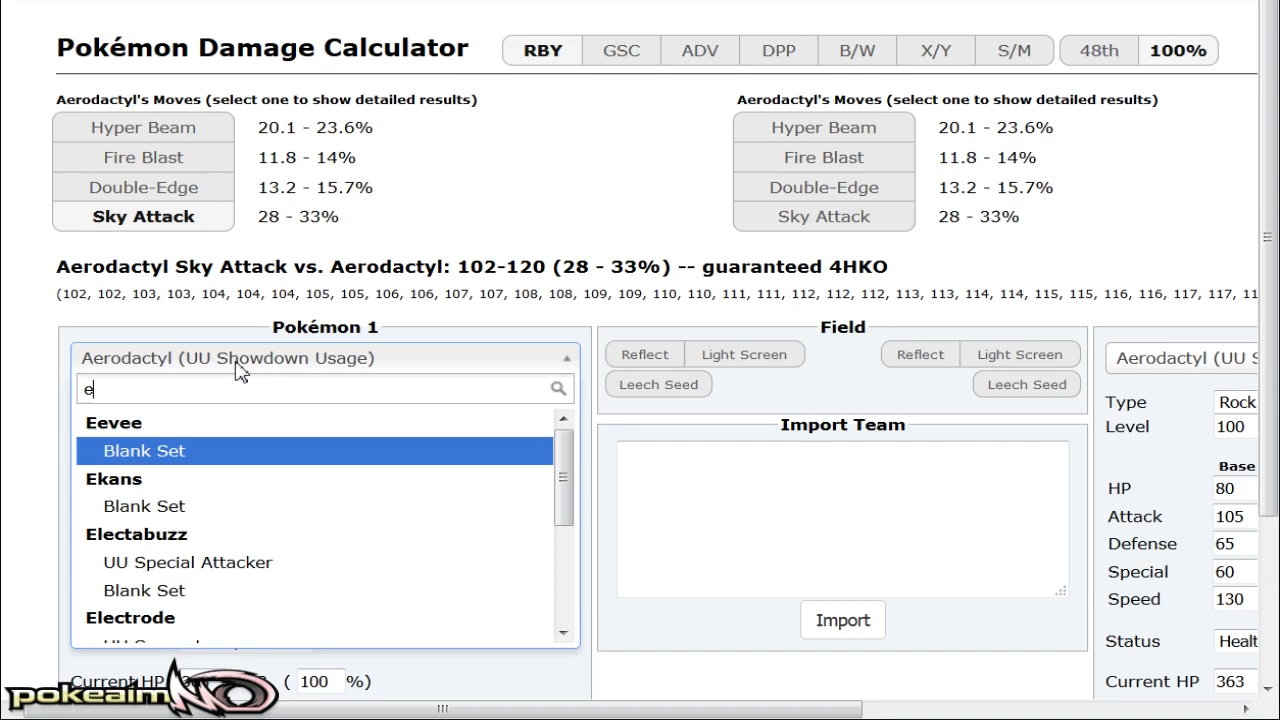 Pokémon Damage Calculator
RBY GSC ADV DPP B/W X/Y S/M 48th 100%
Aerodactyl's Moves (select one to show detailed results)
Hyper Beam 20.1 - 23.6%
Fire Blast 11.8 - 14%
Double-Edge 13.2 - 15.7%
Sky Attack 28 - 33%
Aerodactyl's Moves (select one to show detailed results)
Hyper Beam 20.1 - 23.6%
Fire Blast 11.8 - 14%
Double-Edge 13.2 - 15.7%
Sky Attack 28 - 33%
Aerodactyl Sky Attack vs. Aerodactyl: 102-120 (28 - 33%) -- guaranteed 4HKO
(102, 102, 103, 103, 104, 104, 104, 105, 105, 106, 106, 107, 107, 108, 108, 109, 109, 110, 110, 111, 111, 112, 112, 113, 113, 114, 114, 115, 115, 116, 116, 117, 117, 11
Pokémon 1
Aerodactyl (UU Showdown Usage)
e
Eevee
Blank Set
Ekans
Blank Set
Electabuzz
UU Special Attacker
Blank Set
Electrode
Current HP ( 100 %)
Field
Reflect Light Screen Reflect Light Screen
Leech Seed Leech Seed
Import Team
Import
Aerodactyl (UU S
Type Rock
Level 100
Base
HP 80
Attack 105
Defense 65
Special 60
Speed 130
Status Healt
Current HP 363
pokeaimNO